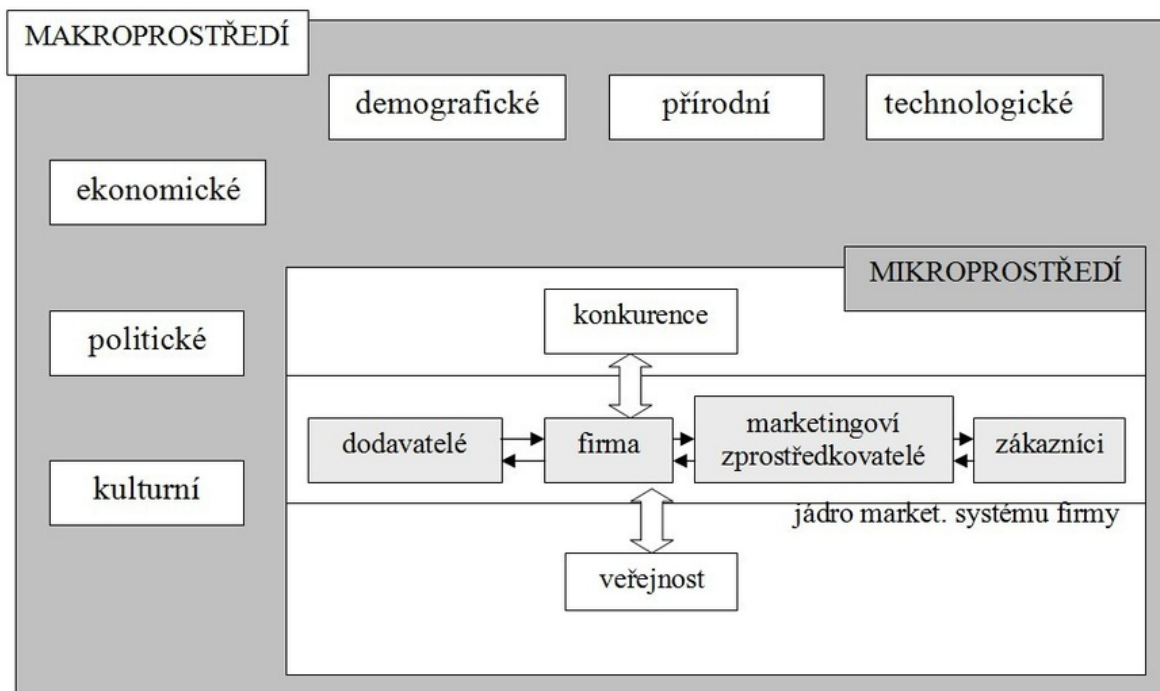 MAKROPROSTŘEDÍ
demografické
přírodní
technologické
ekonomické
MIKROPROSTŘEDÍ
konkurence
politické
dodavatelé
firma
marketingoví
zprostředkovatelé
zákazníci
kulturní
jádro market. systému firmy
veřejnost